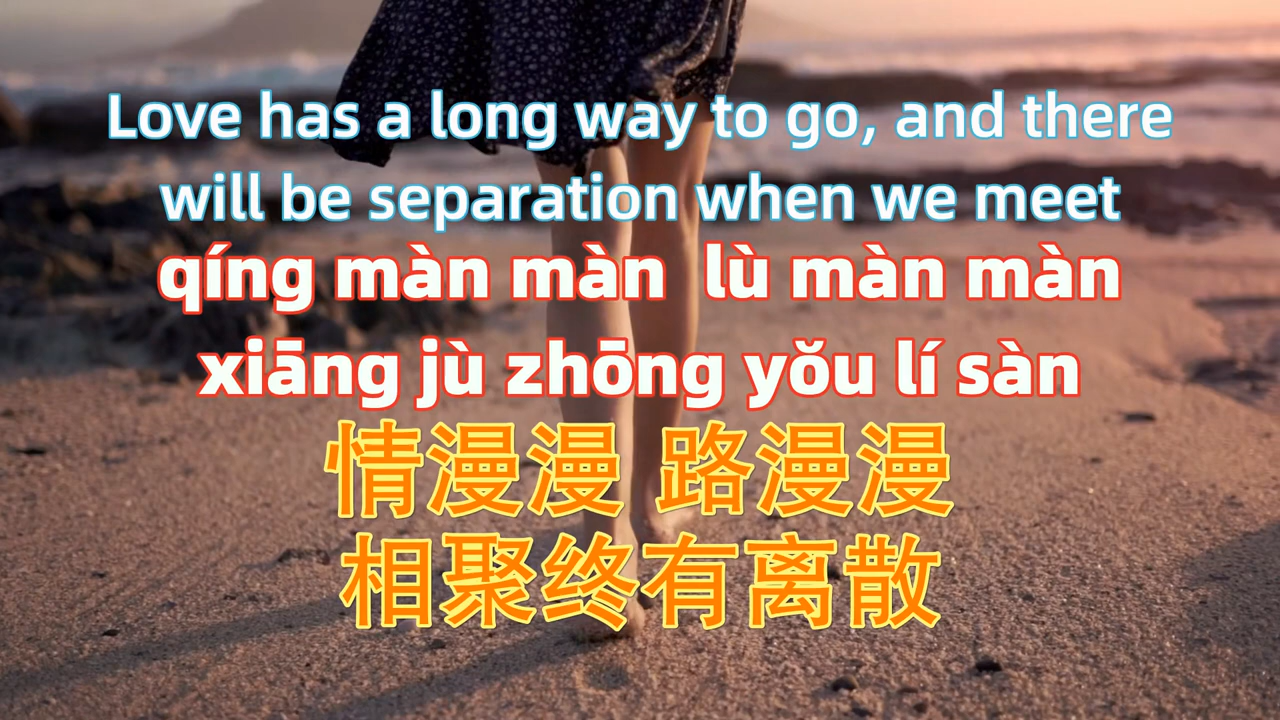 Love has a long way to go, and there
will be separation when we meet
qíng màn màn  lù màn màn
xiāng jù zhōng yǒu lí sàn
情漫漫 路漫漫
相聚终有离散